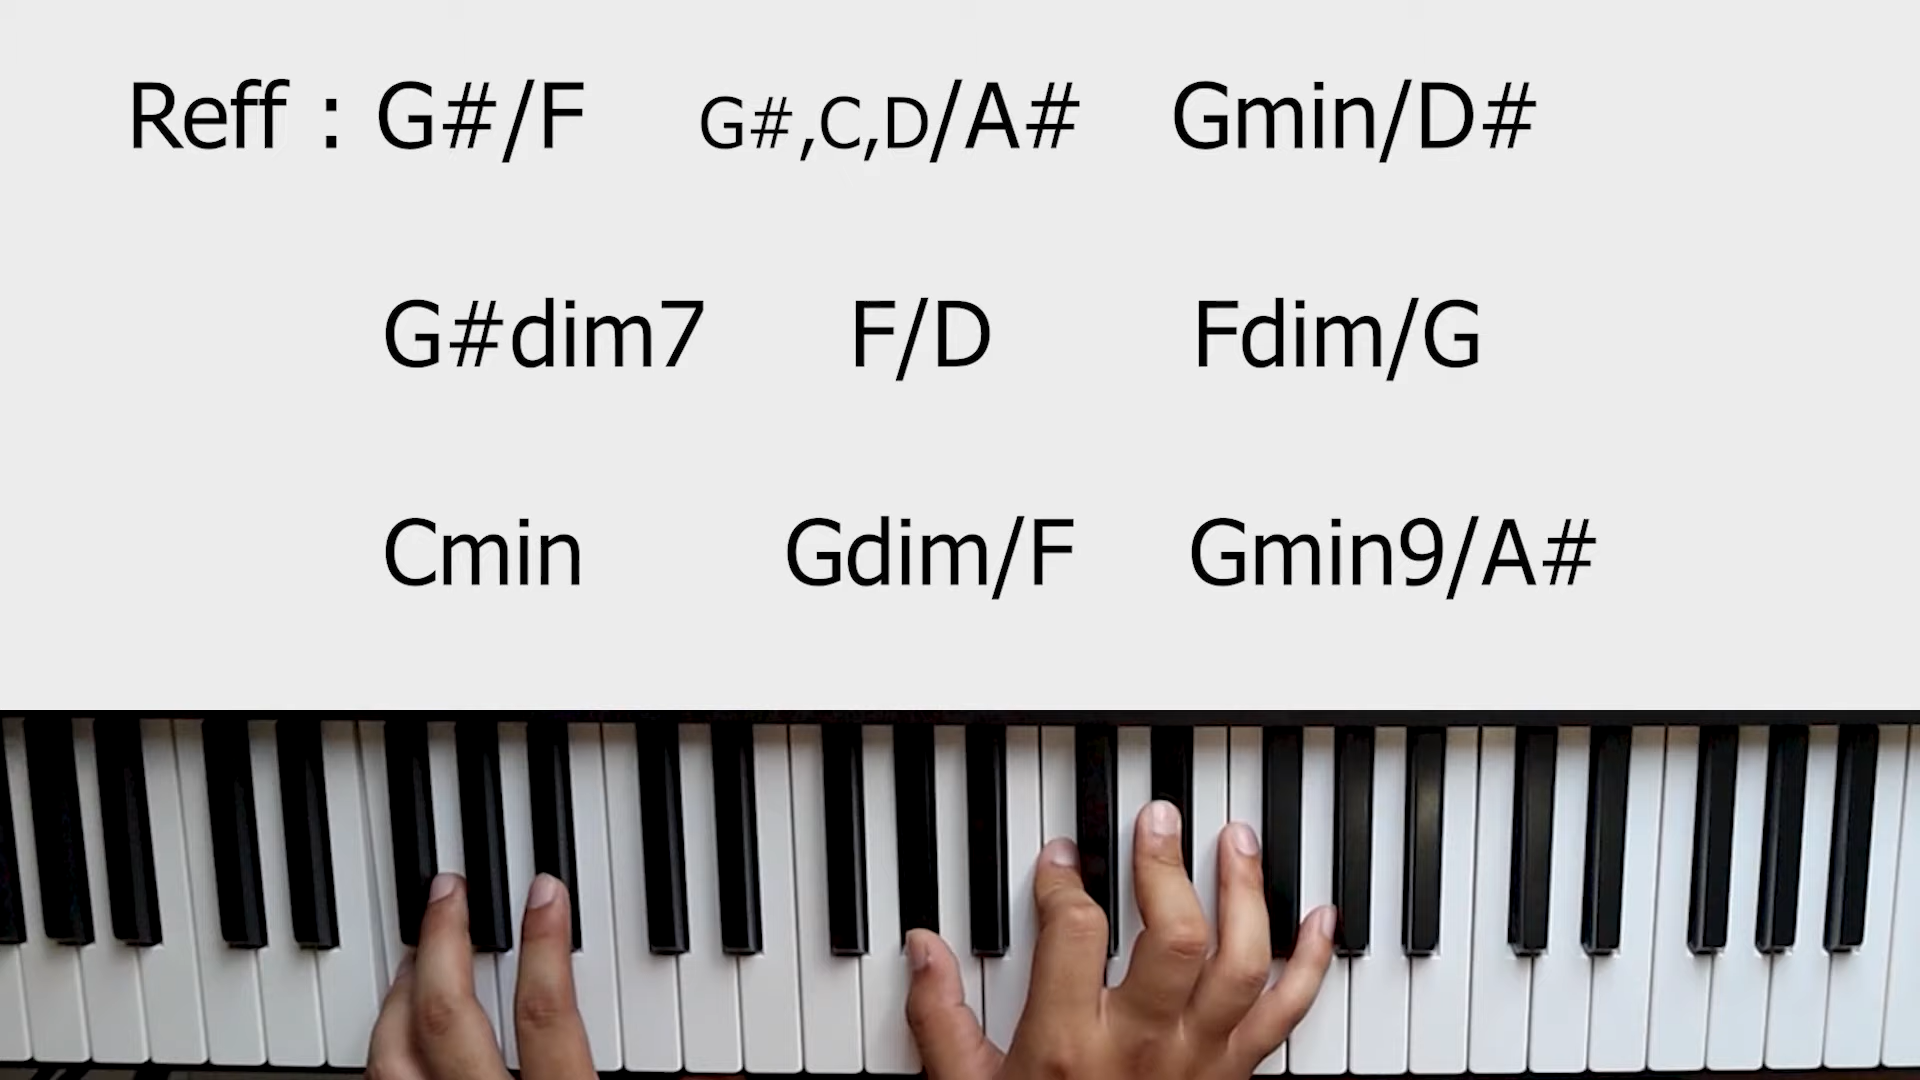 Reff : G#/F G#,C,D/A# Gmin/D#
G#dim7 F/D Fdim/G
Cmin Gdim/F Gmin9/A#